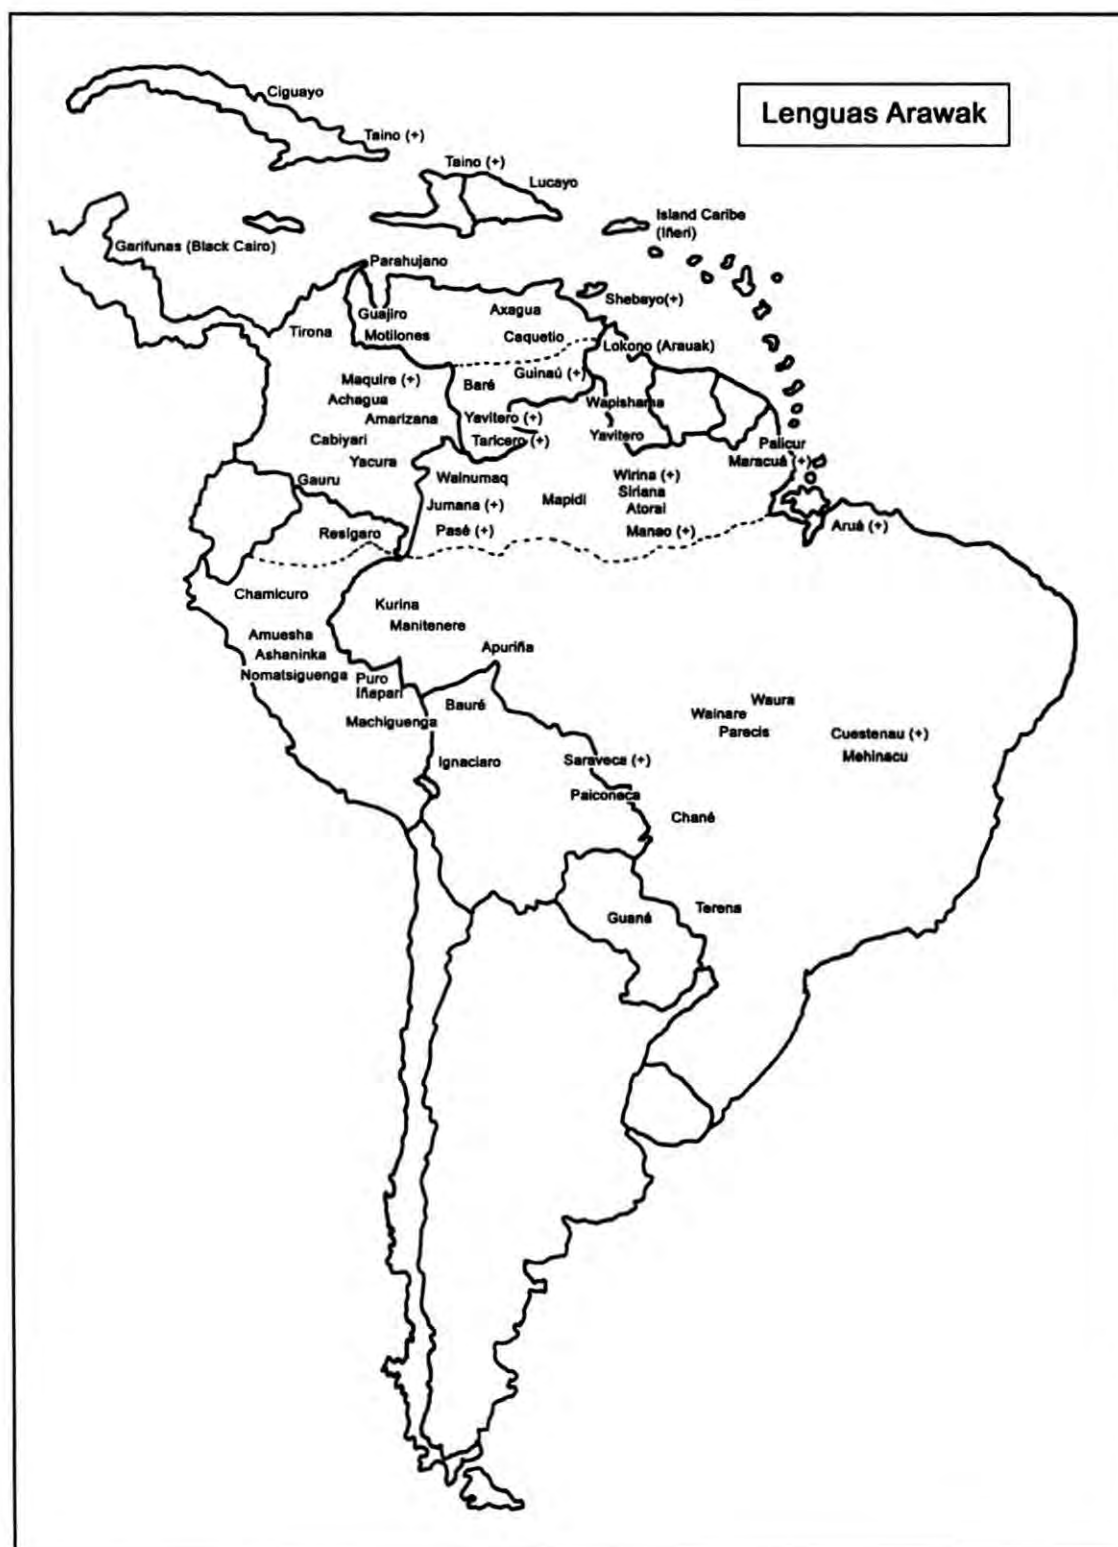 Lenguas Arawak
Ciguayo
Taino (+)
Taino (+)
Lucayo
Island Caribe
(Iñeri)
Garifunas (Black Cairo)
Parahujano
Shebayo(+)
Guajiro
Axagua
Tirona
Motilones
Caquetio
Lokono (Arauak)
Maquire (+)
Baré
Guinaú (+)
Achagua
Wapishama
Amarizana
Yavitero (+)
Yavitero
Cabiyari
Taricero (+)
Palicur
Yacura
Maracuá (+)
Gauru
Wainumaq
Wirina (+)
Siriana
Jumana (+)
Mapidi
Atorai
Resígaro
Pasé (+)
Manao (+)
Aruá (+)
Chamicuro
Kurina
Manitenere
Amuesha
Ashaninka
Apuriña
Nomatsiguenga
Puro
Iñapari
Bauré
Waura
Wainare
Machiguenga
Parecis
Cuestenau (+)
Mehinacu
Ignaciaro
Saraveca (+)
Paiconeca
Chané
Terena
Guaná